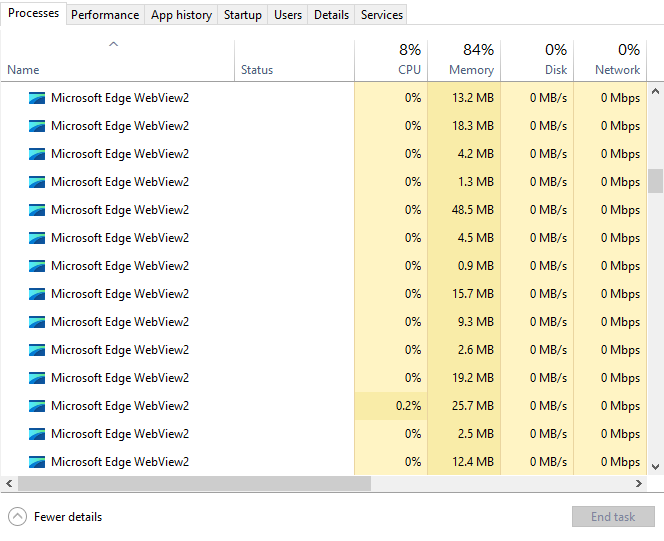 Processes Performance App history Startup Users Details Services
8% 84% 0% 0%
Name Status CPU Memory Disk Network
Microsoft Edge WebView2 0% 13.2 MB 0 MB/s 0 Mbps
Microsoft Edge WebView2 0% 18.3 MB 0 MB/s 0 Mbps
Microsoft Edge WebView2 0% 4.2 MB 0 MB/s 0 Mbps
Microsoft Edge WebView2 0% 1.3 MB 0 MB/s 0 Mbps
Microsoft Edge WebView2 0% 48.5 MB 0 MB/s 0 Mbps
Microsoft Edge WebView2 0% 4.5 MB 0 MB/s 0 Mbps
Microsoft Edge WebView2 0% 0.9 MB 0 MB/s 0 Mbps
Microsoft Edge WebView2 0% 15.7 MB 0 MB/s 0 Mbps
Microsoft Edge WebView2 0% 9.3 MB 0 MB/s 0 Mbps
Microsoft Edge WebView2 0% 2.6 MB 0 MB/s 0 Mbps
Microsoft Edge WebView2 0% 19.2 MB 0 MB/s 0 Mbps
Microsoft Edge WebView2 0.2% 25.7 MB 0 MB/s 0 Mbps
Microsoft Edge WebView2 0% 2.5 MB 0 MB/s 0 Mbps
Microsoft Edge WebView2 0% 12.4 MB 0 MB/s 0 Mbps
Fewer details End task